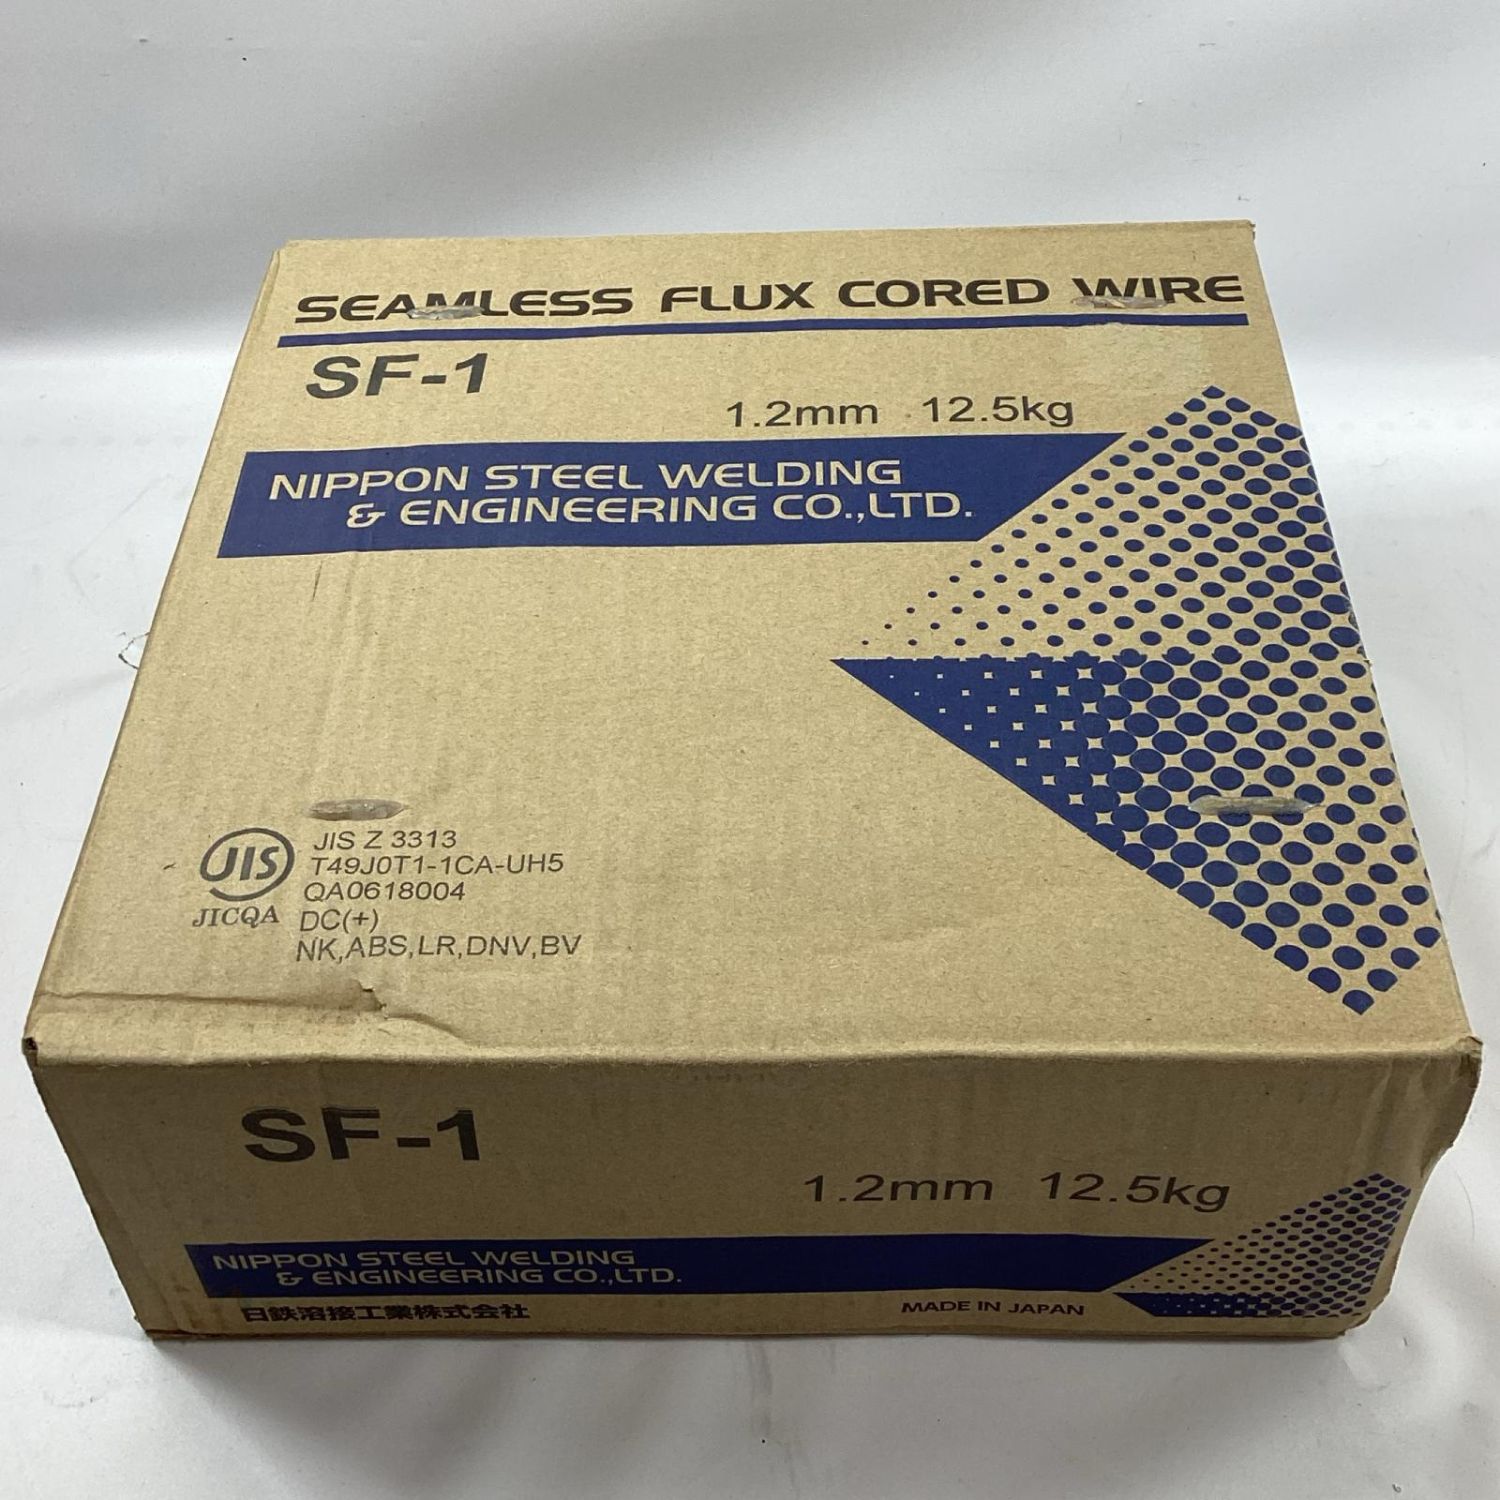 SEAMLESS FLUX CORED WIRE
SF-1
1.2mm 12.5kg
NIPPON STEEL WELDING
& ENGINEERING CO.,LTD.
JIS
JICQA
JIS Z 3313
T49J0T1-1CA-UH5
QA0618004
DC(+)
NK,ABS,LR,DNV,BV
SF-1
1.2mm 12.5kg
NIPPON STEEL WELDING
& ENGINEERING CO.,LTD.
日鉄溶接工業株式会社
MADE IN JAPAN